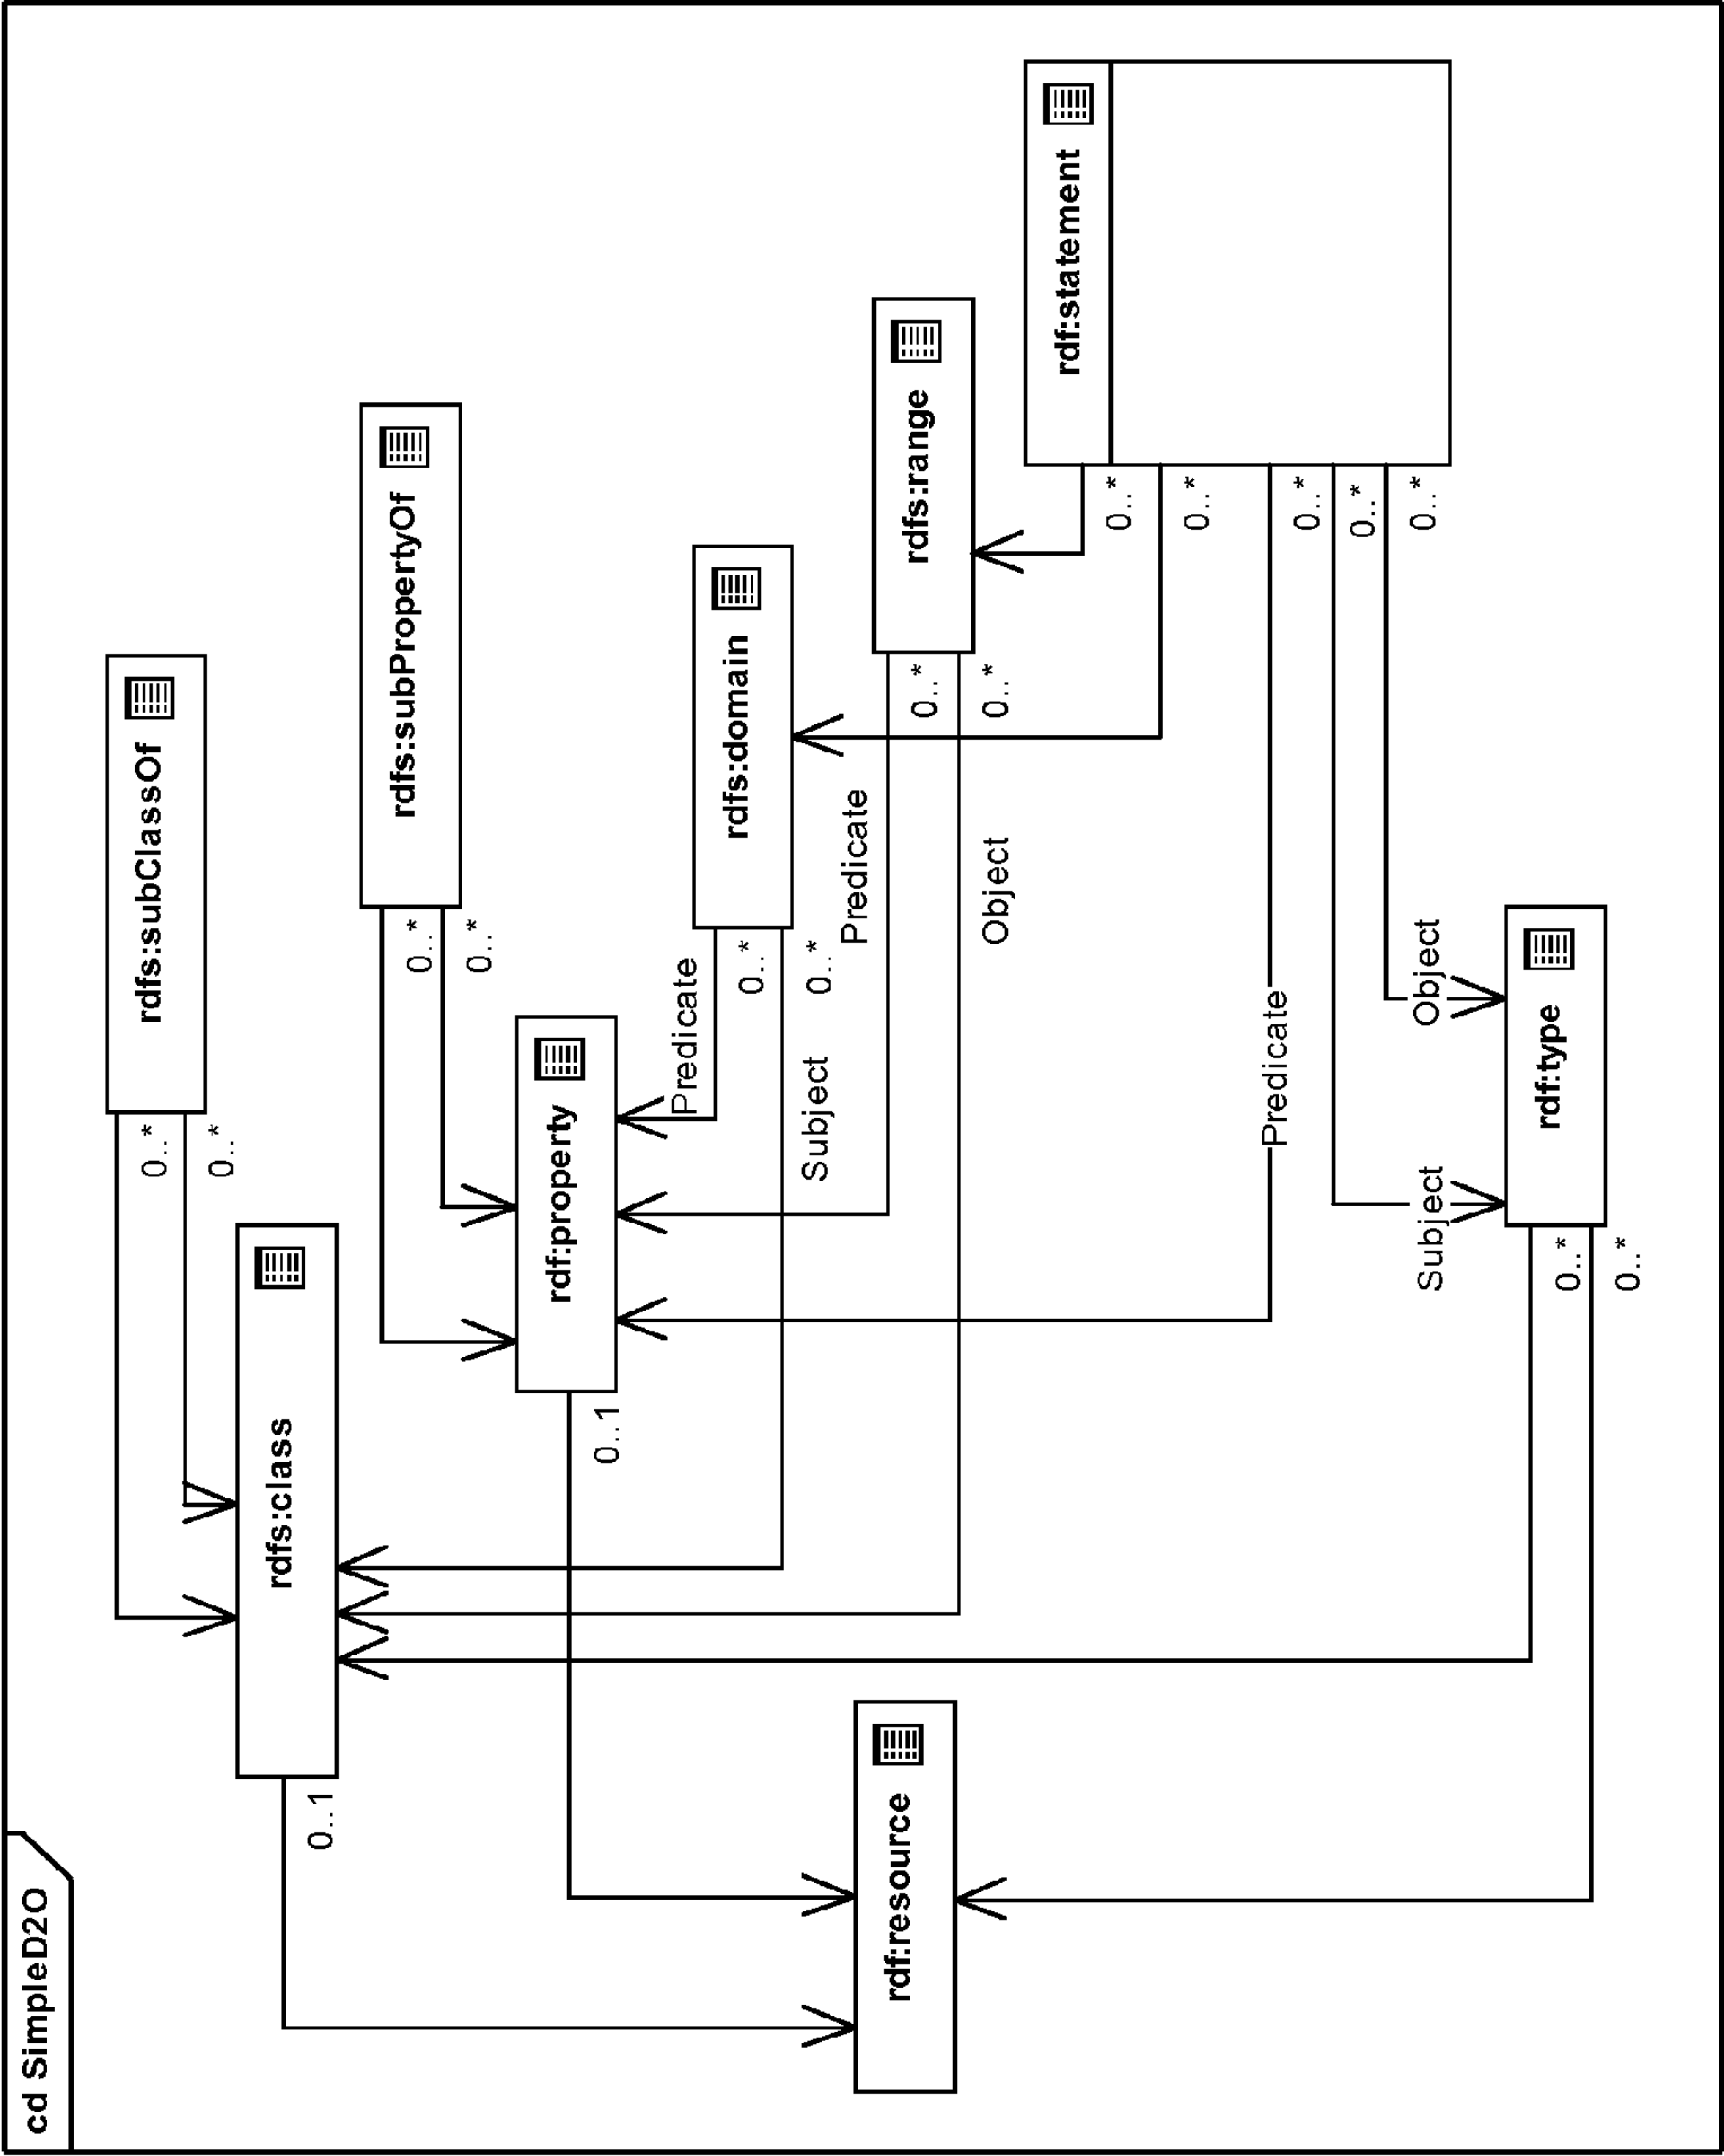 cd SimpleD2O
rdfs:subClassOf
0..*
0..*
rdfs:class
0..1
rdfs:subPropertyOf
0..*
0..*
rdf:property
0..1
rdfs:domain
Predicate
0..*
0..*
Subject
rdfs:range
0..*
0..*
Predicate
Object
rdf:resource
rdf:statement
0..*
0..*
0..*
0..*
0..*
Predicate
Subject
Object
rdf:type
0..*
0..*